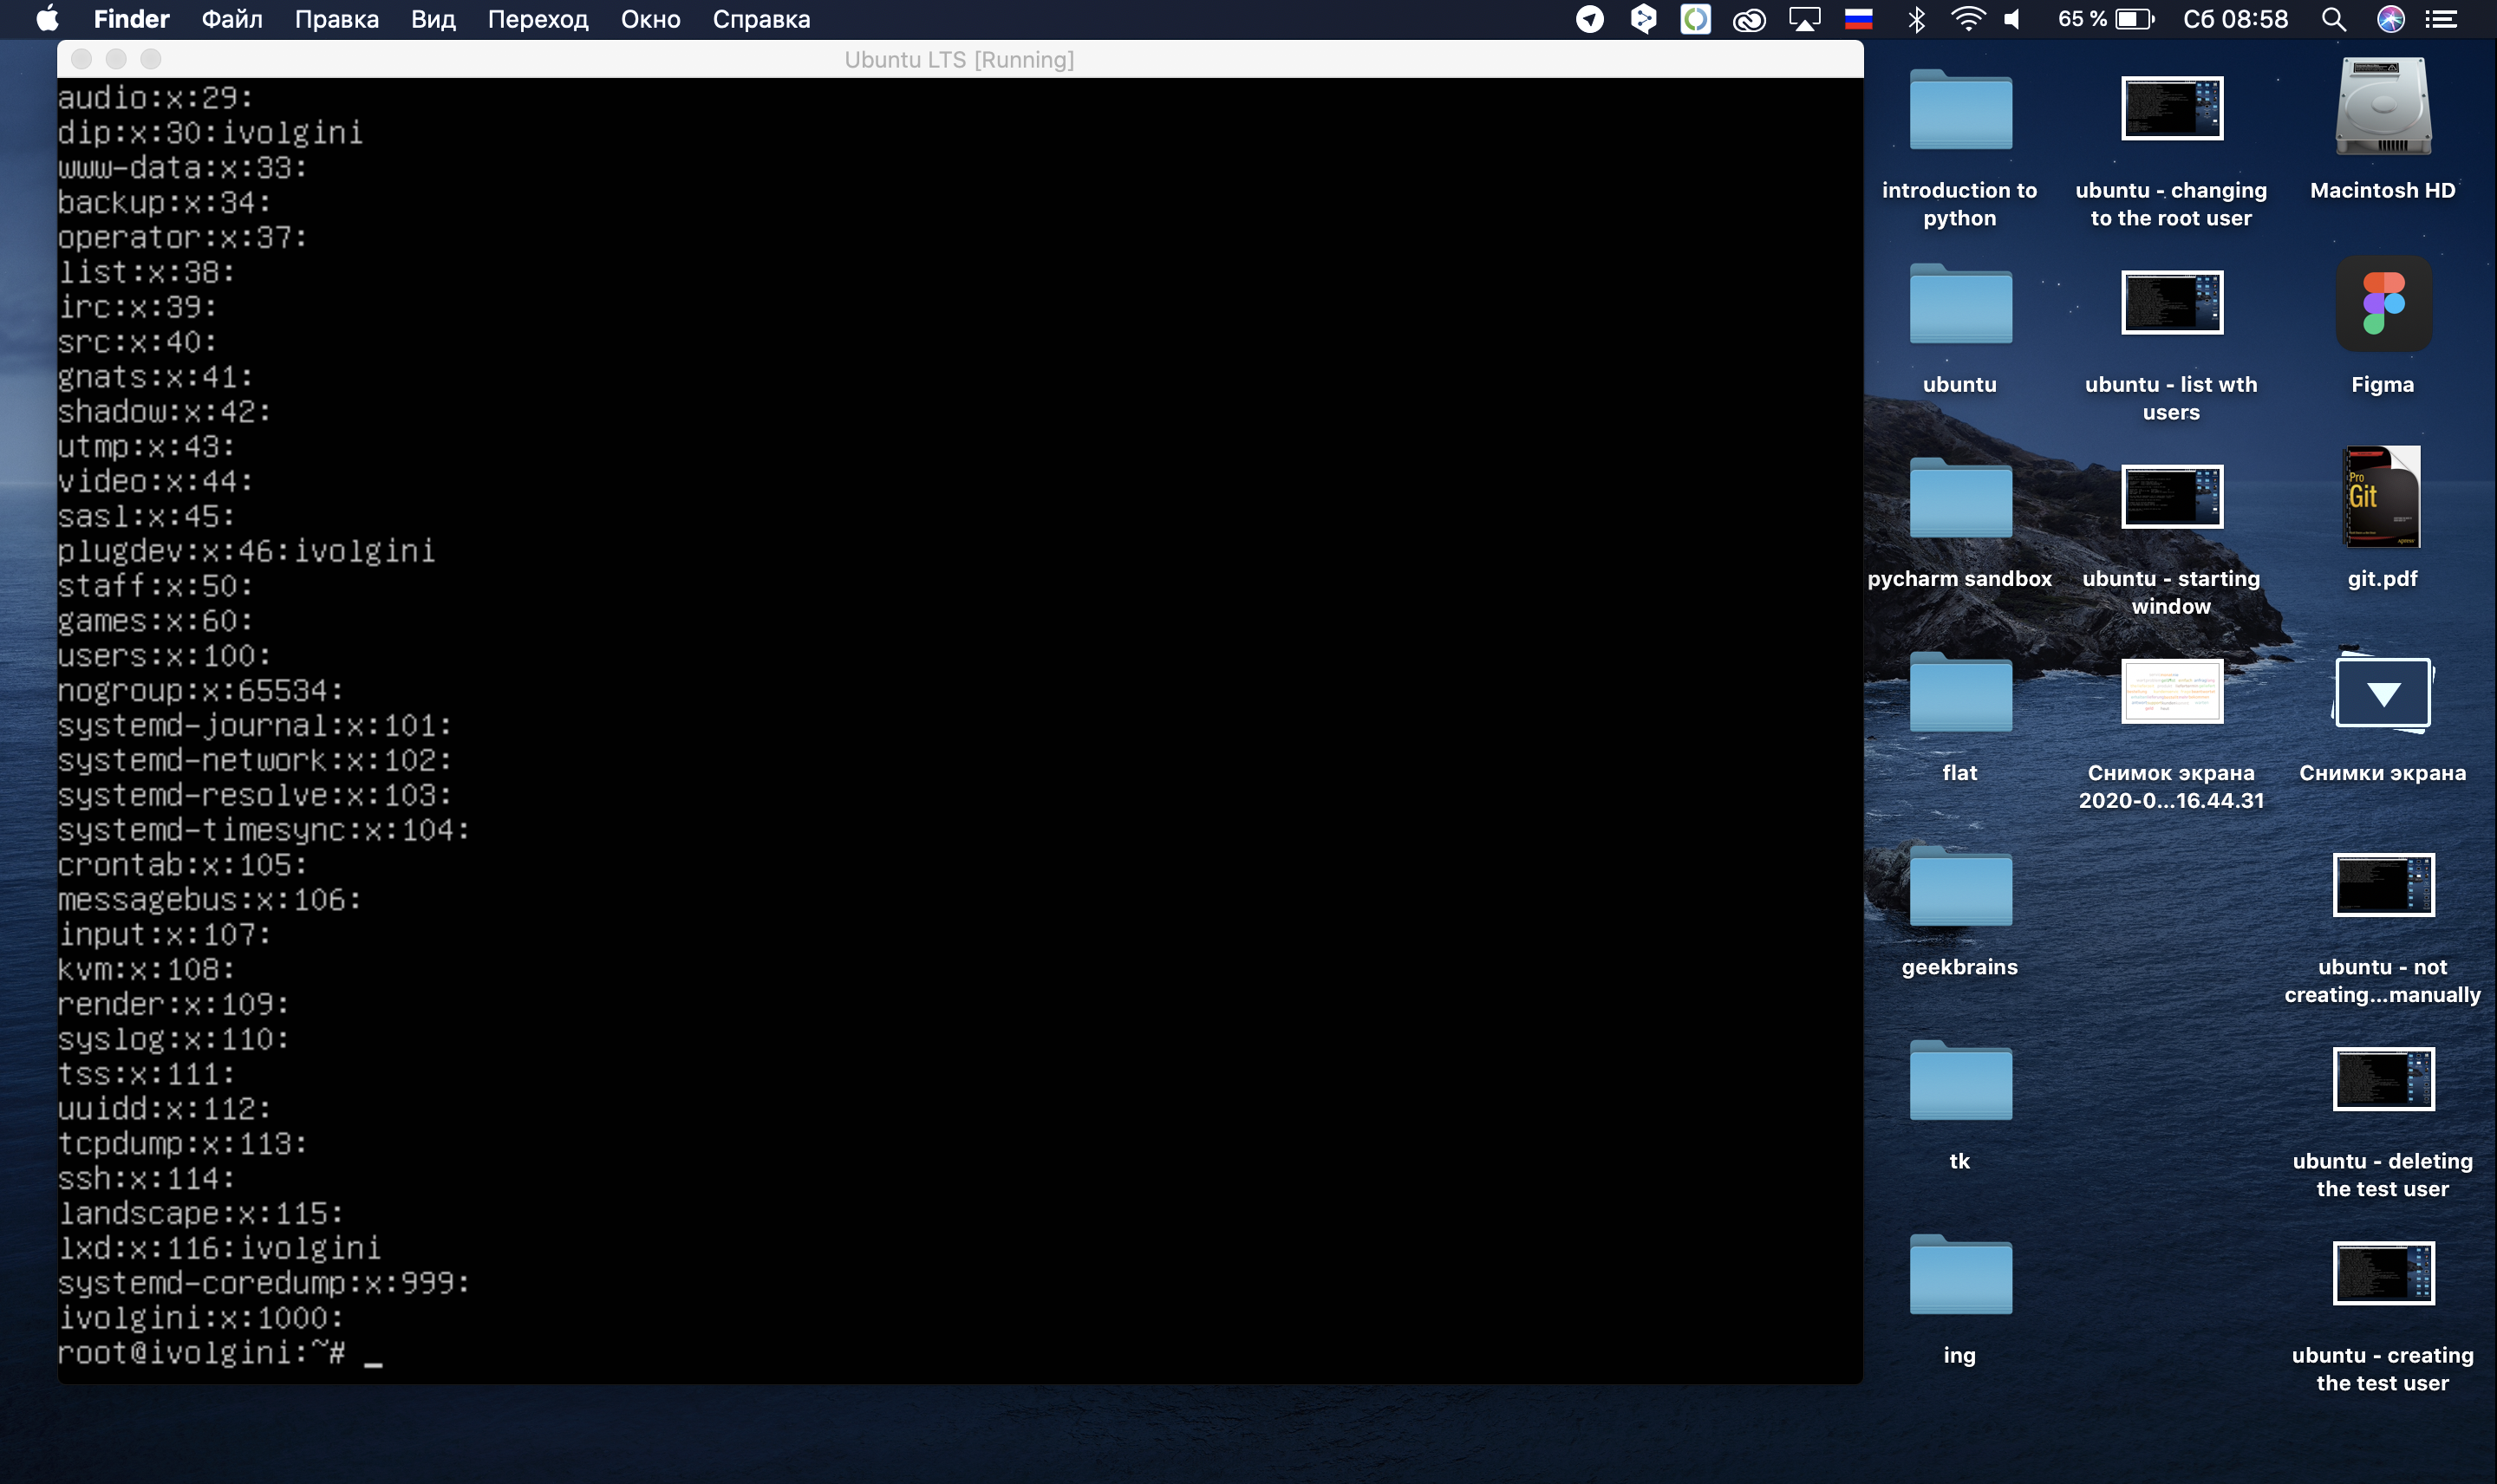 Finder Файл Правка Вид Переход Окно Справка 65 % Сб 08:58
Ubuntu LTS [Running]
audio:x:29:
dip:x:30:ivolgini
www-data:x:33:
backup:x:34:
operator:x:37:
list:x:38:
irc:x:39:
src:x:40:
gnats:x:41:
shadow:x:42:
utmp:x:43:
video:x:44:
sasl:x:45:
plugdev:x:46:ivolgini
staff:x:50:
games:x:60:
users:x:100:
nogroup:x:65534:
systemd-journal:x:101:
systemd-network:x:102:
systemd-resolve:x:103:
systemd-timesync:x:104:
crontab:x:105:
messagebus:x:106:
input:x:107:
kvm:x:108:
render:x:109:
syslog:x:110:
tss:x:111:
uuidd:x:112:
tcpdump:x:113:
ssh:x:114:
landscape:x:115:
lxd:x:116:ivolgini
systemd-coredump:x:999:
ivolgini:x:1000:
root@ivolgini:~# _
introduction to
python
ubuntu
pycharm sandbox
flat
geekbrains
tk
ing
ubuntu - changing
to the root user
ubuntu - list wth
users
ubuntu - starting
window
Снимок экрана
2020-0...16.44.31
Macintosh HD
Figma
Pro
Git
git.pdf
Снимки экрана
ubuntu - not
creating...manually
ubuntu - deleting
the test user
ubuntu - creating
the test user